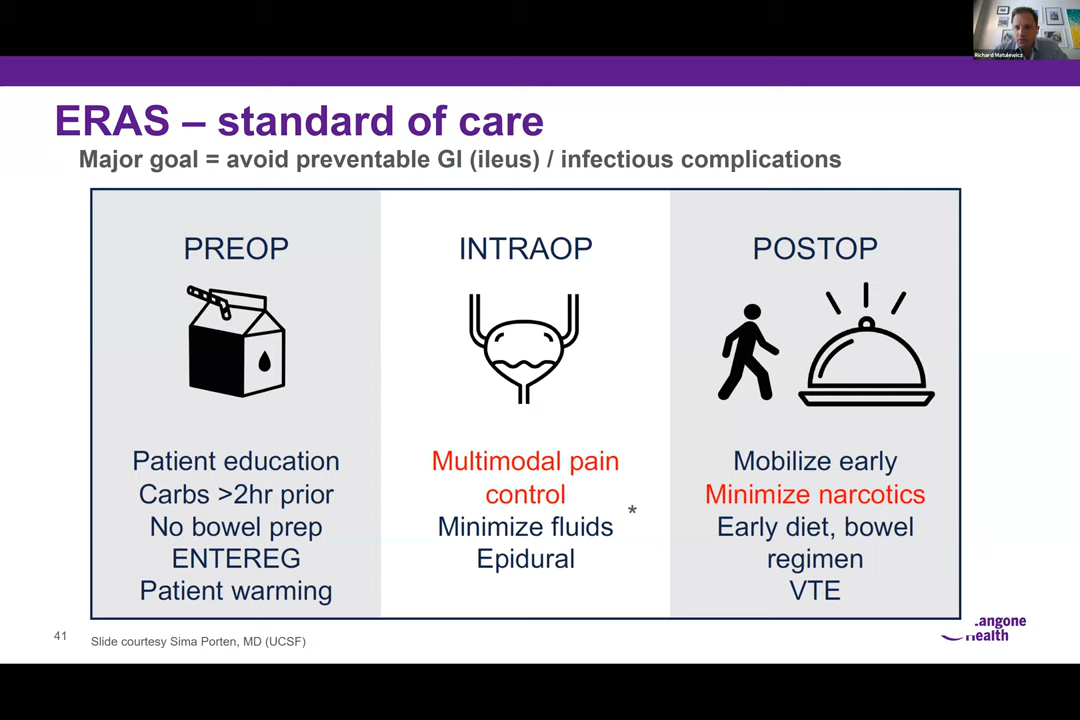 Richard Matulewicz
ERAS – standard of care
Major goal = avoid preventable GI (ileus) / infectious complications
PREOP
Patient education
Carbs >2hr prior
No bowel prep
ENTEREG
Patient warming
INTRAOP
Multimodal pain
control
Minimize fluids *
Epidural
POSTOP
Mobilize early
Minimize narcotics
Early diet, bowel
regimen
VTE
41
Slide courtesy Sima Porten, MD (UCSF)
angone
Health